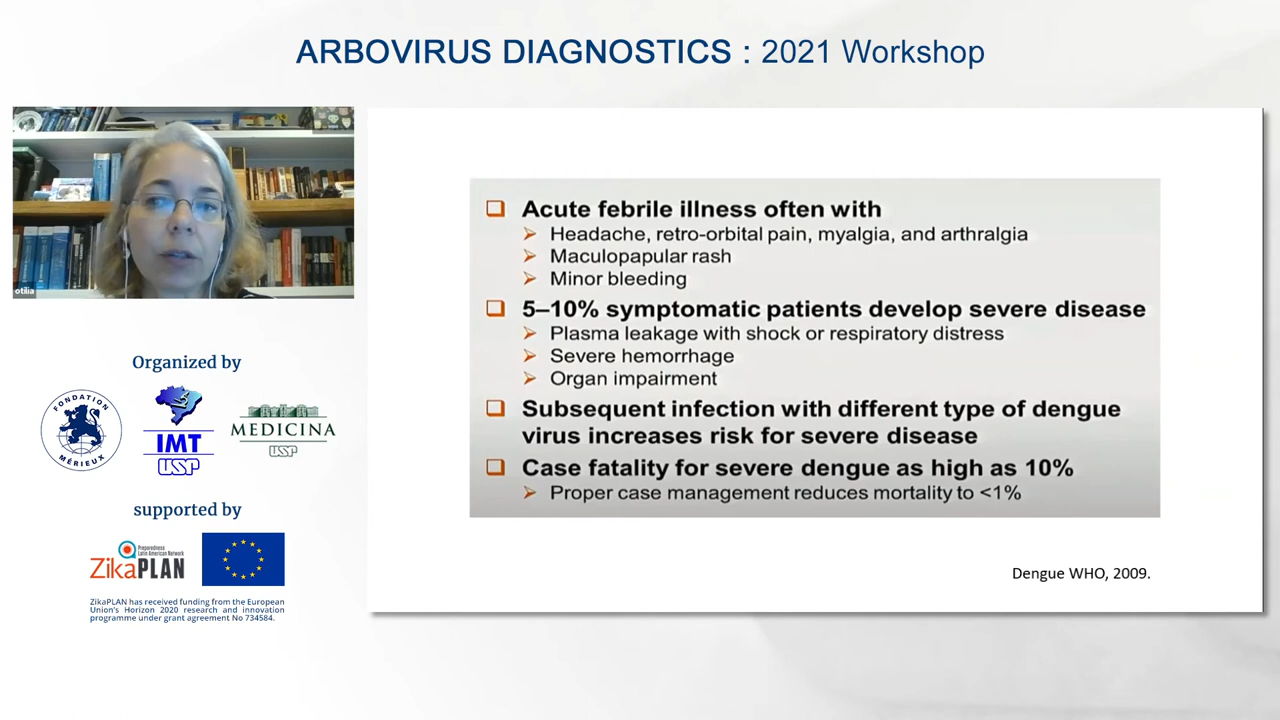 ARBOVIRUS DIAGNOSTICS : 2021 Workshop
otilia
Organized by
FONDATION
MÉRIEUX
IMT
USP
MEDICINA
USP
supported by
Preparedness
Latin American Network
ZikaPLAN
ZikaPLAN has received funding from the European
Union's Horizon 2020 research and innovation
programme under grant agreement No 734584.
Acute febrile illness often with
Headache, retro-orbital pain, myalgia, and arthralgia
Maculopapular rash
Minor bleeding
5–10% symptomatic patients develop severe disease
Plasma leakage with shock or respiratory distress
Severe hemorrhage
Organ impairment
Subsequent infection with different type of dengue
virus increases risk for severe disease
Case fatality for severe dengue as high as 10%
Proper case management reduces mortality to <1%
Dengue WHO, 2009.